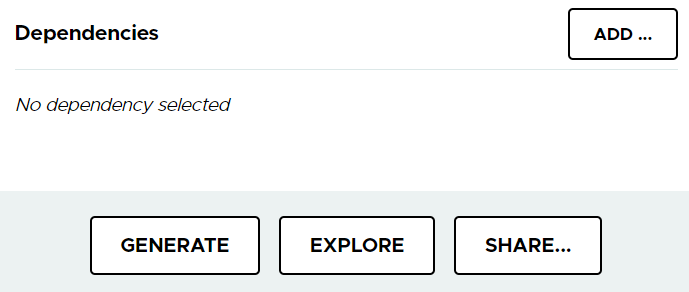 Dependencies
ADD ...
No dependency selected
GENERATE
EXPLORE
SHARE...